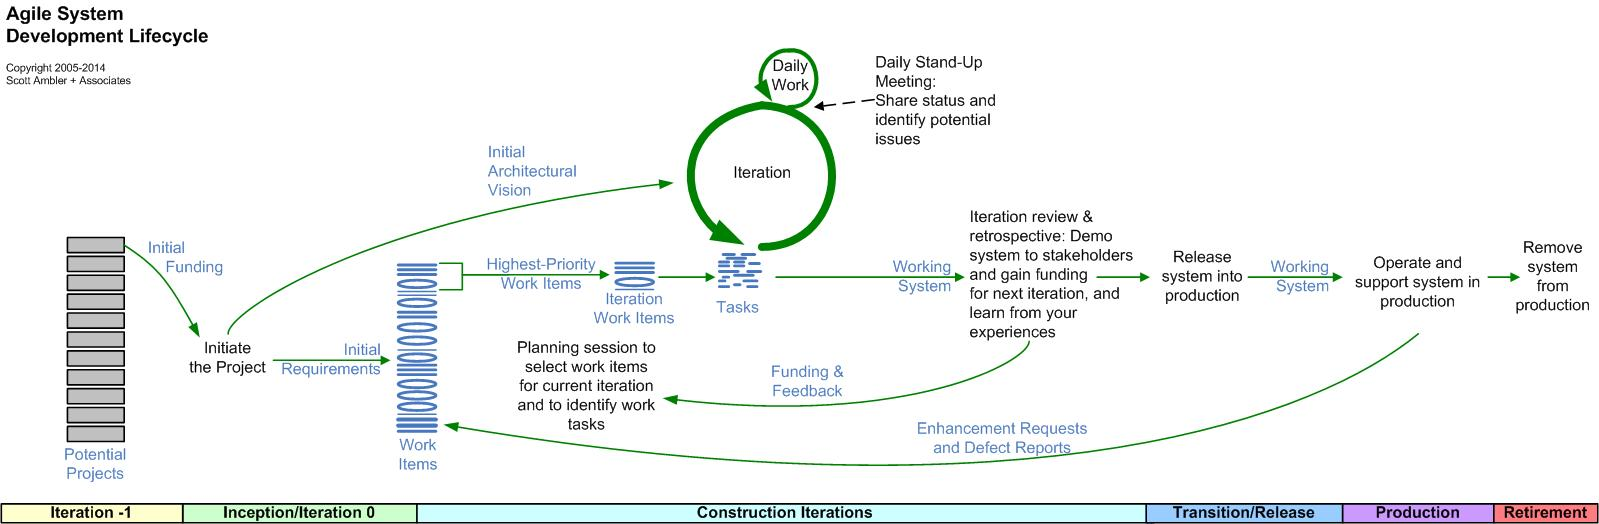 Agile System
Development Lifecycle
Copyright 2005-2014
Scott Ambler + Associates
Daily
Work
Daily Stand-Up
Meeting:
Share status and
identify potential
issues
Iteration
Initial
Architectural
Vision
Initial
Funding
Potential
Projects
Initiate
the Project
Initial
Requirements
Work
Items
Highest-Priority
Work Items
Iteration
Work Items
Tasks
Planning session to
select work items
for current iteration
and to identify work
tasks
Working
System
Iteration review &
retrospective: Demo
system to stakeholders
and gain funding
for next iteration, and
learn from your
experiences
Funding &
Feedback
Release
system into
production
Working
System
Operate and
support system in
production
Remove
system
from
production
Enhancement Requests
and Defect Reports
Iteration -1
Inception/Iteration 0
Construction Iterations
Transition/Release
Production
Retirement